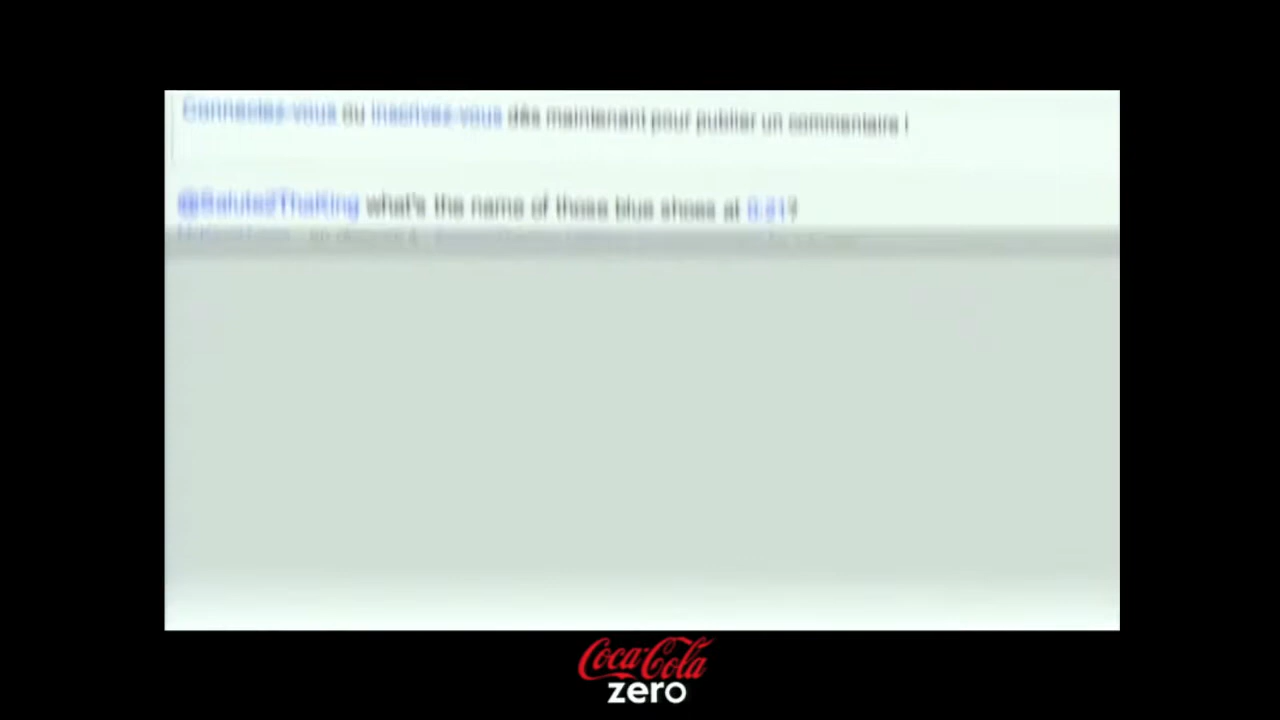 Connectez-vous ou inscrivez-vous dès maintenant pour publier un commentaire !
@Salute2ThaKing what's the name of those blue shoes at 0:31?
Coca-Cola
zero